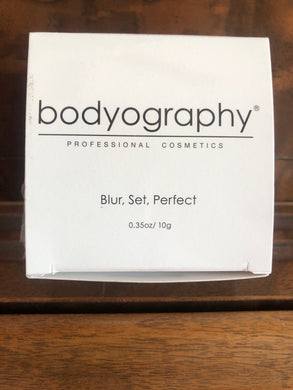 bodyography®
PROFESSIONAL COSMETICS
Blur, Set, Perfect
0.35oz/ 10g